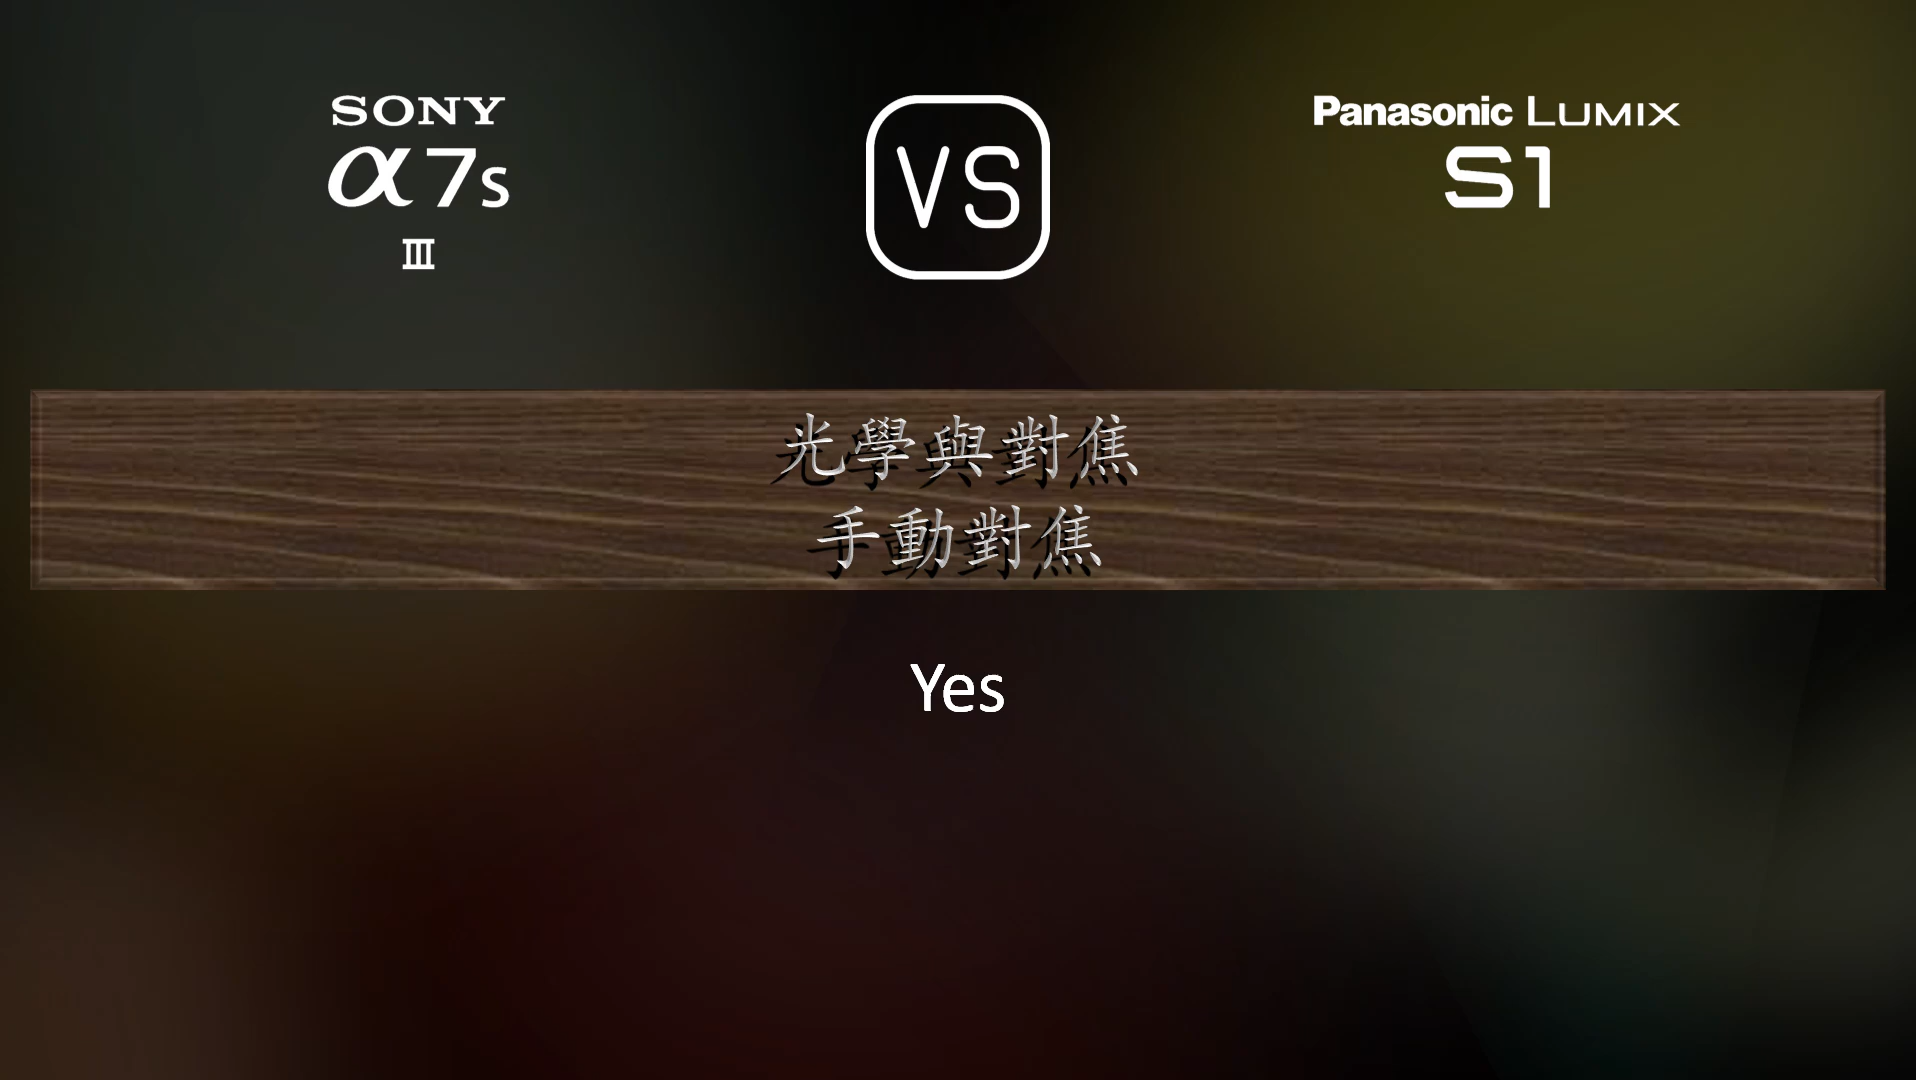 SONY
α7s
III
VS
Panasonic LUMIX
S1
光學與對焦
手動對焦
Yes